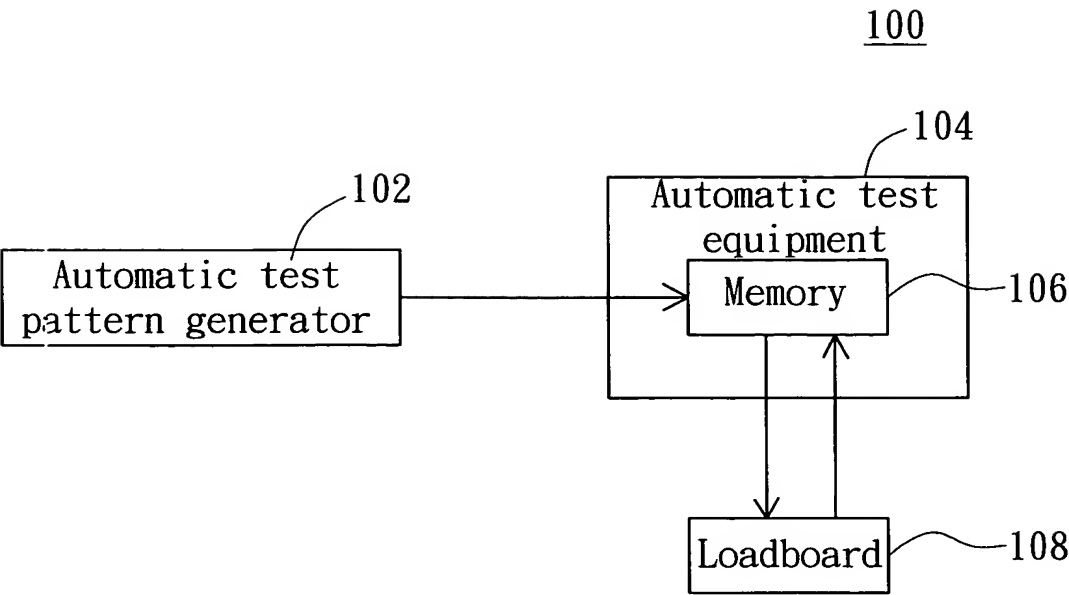 100
104
102
Automatic test
equipment
Automatic test
pattern generator
Memory
106
Loadboard
108